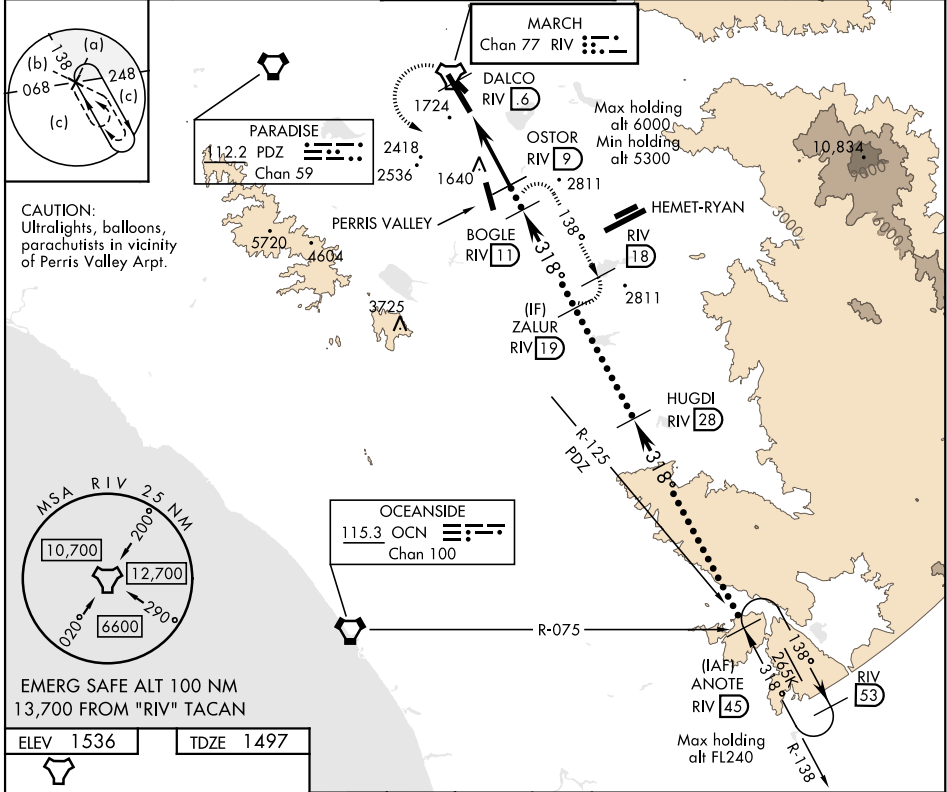 138
(a)
(b)
068
248
(c)
(c)
CAUTION:
Ultralights, balloons,
parachutists in vicinity
of Perris Valley Arpt.
MARCH
Chan 77 RIV
DALCO
RIV .6
1724
PARADISE
112.2 PDZ
Chan 59
2418
2536
OSTOR
RIV 9
Max holding
alt 6000
Min holding
alt 5300
10,834
9000
6000
3000
1640
2811
PERRIS VALLEY
HEMET-RYAN
BOGLE
RIV 11
138°
318°
RIV
18
2811
5720
4604
3725
(IF)
ZALUR
RIV 19
HUGDI
RIV 28
R-125
PDZ
318°
MSA RIV 25 NM
200°
10,700
12,700
290°
020°
6600
OCEANSIDE
115.3 OCN
Chan 100
R-075
138°
265K
318°
(IAF)
ANOTE
RIV 45
RIV
53
Max holding
alt FL240
R-138
EMERG SAFE ALT 100 NM
13,700 FROM "RIV" TACAN
ELEV 1536
TDZE 1497